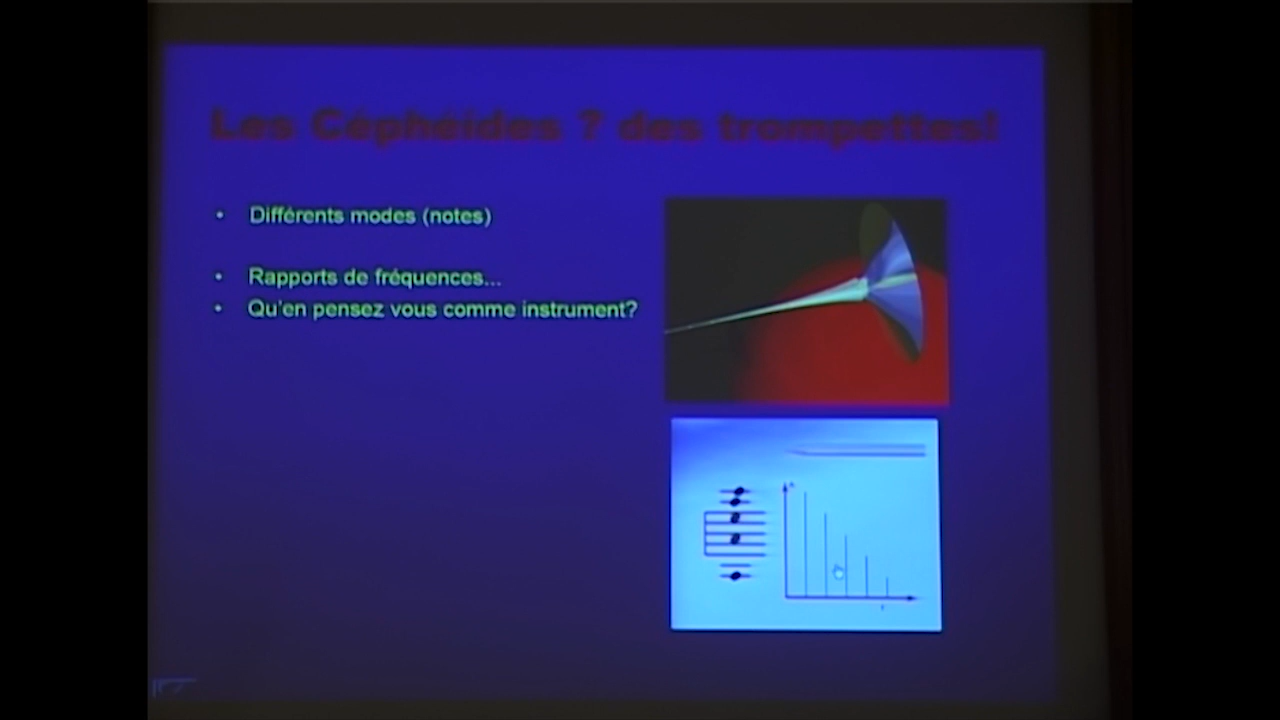 Les Céphéides ? des trompettes!
• Différents modes (notes)
• Rapports de fréquences...
• Qu'en pensez vous comme instrument?